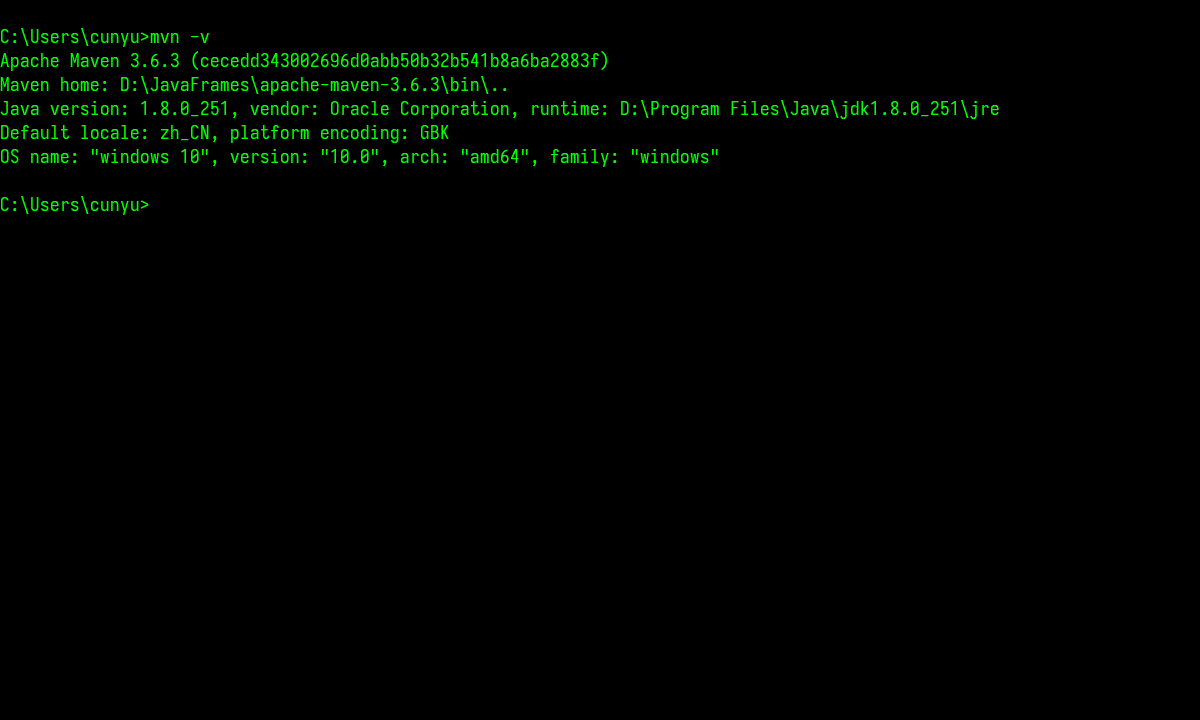 C:\Users\cunyu>mvn -v
Apache Maven 3.6.3 (cecedd343002696d0abb50b32b541b8a6ba2883f)
Maven home: D:\JavaFrames\apache-maven-3.6.3\bin\..
Java version: 1.8.0_251, vendor: Oracle Corporation, runtime: D:\Program Files\Java\jdk1.8.0_251\jre
Default locale: zh_CN, platform encoding: GBK
OS name: "windows 10", version: "10.0", arch: "amd64", family: "windows"
C:\Users\cunyu>